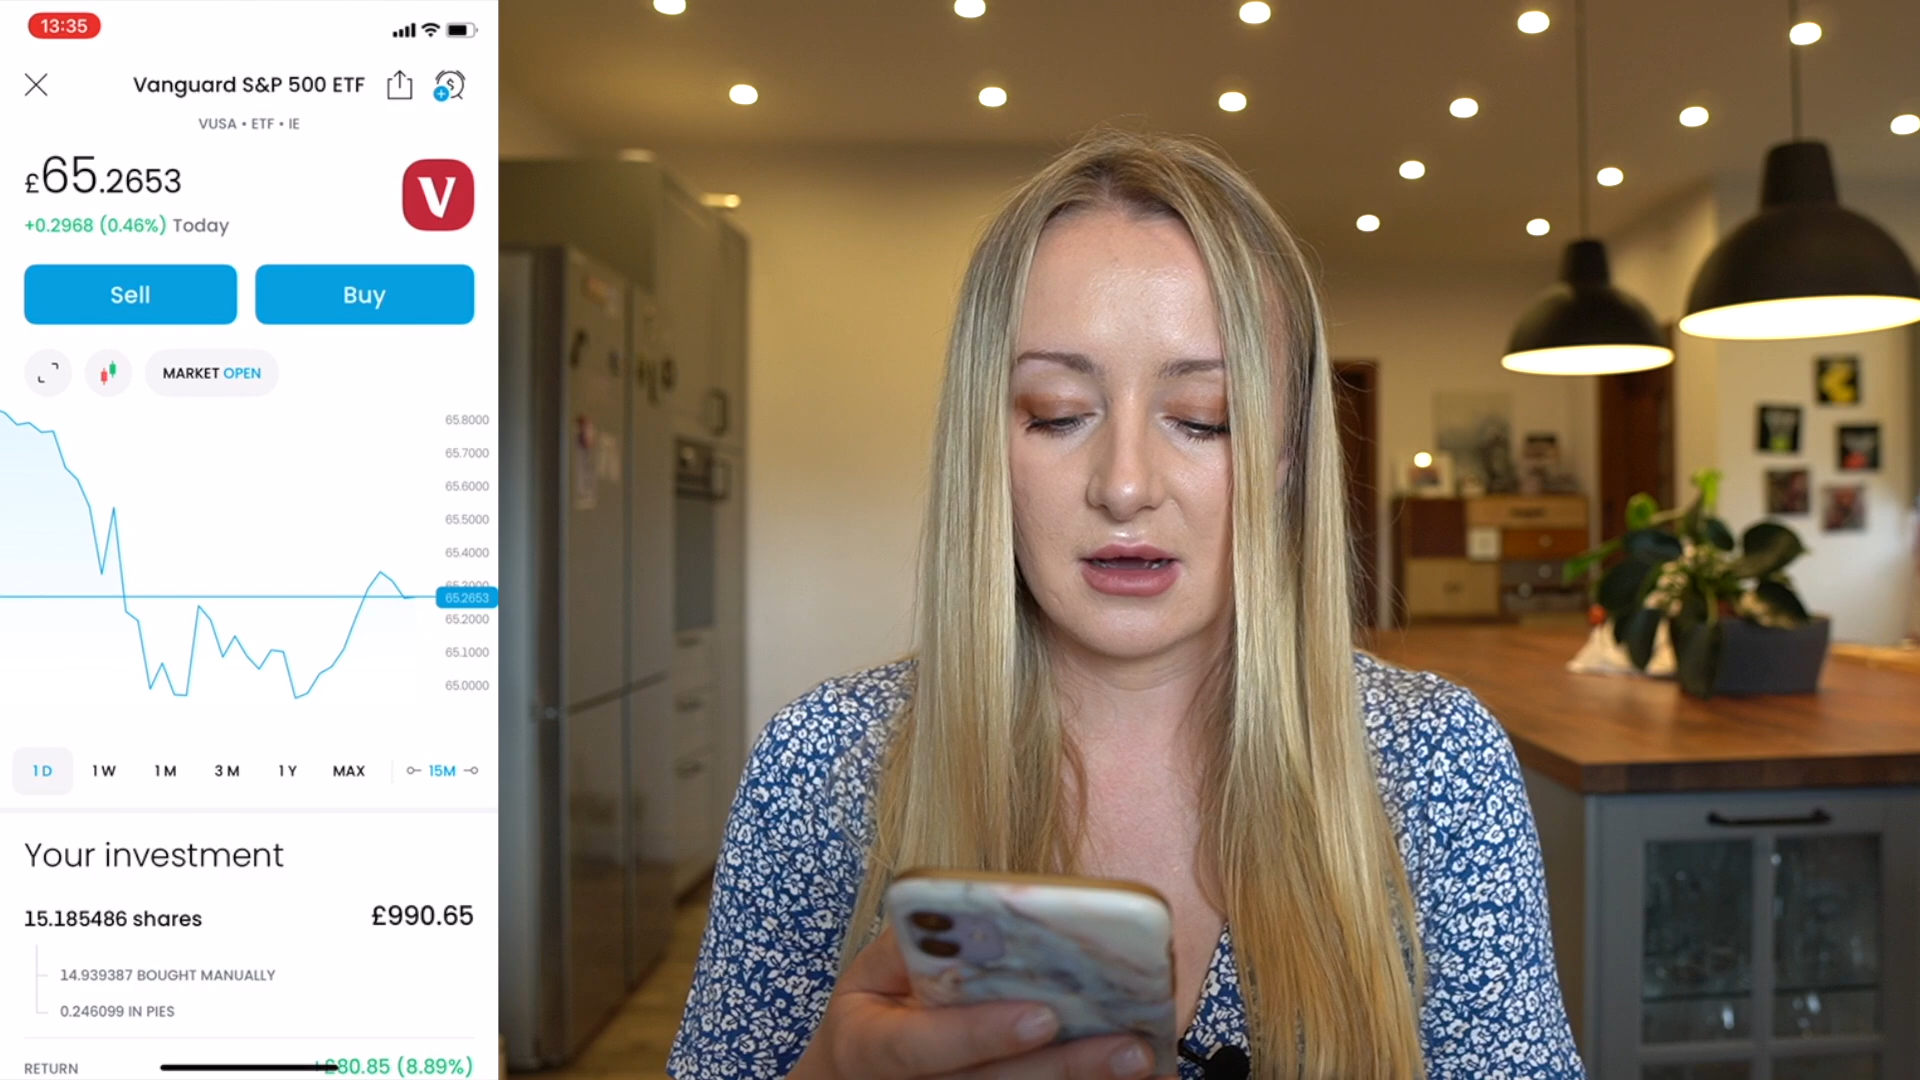 13:35
Vanguard S&P 500 ETF
VUSA • ETF • IE
£65.2653
+0.2968 (0.46%) Today
V
Sell
Buy
MARKET OPEN
65.8000
65.7000
65.6000
65.5000
65.4000
65.3000
65.2653
65.2000
65.1000
65.0000
1D 1W 1M 3M 1Y MAX 15M
Your investment
15.185486 shares £990.65
14.939387 BOUGHT MANUALLY
0.246099 IN PIES
RETURN +£80.85 (8.89%)